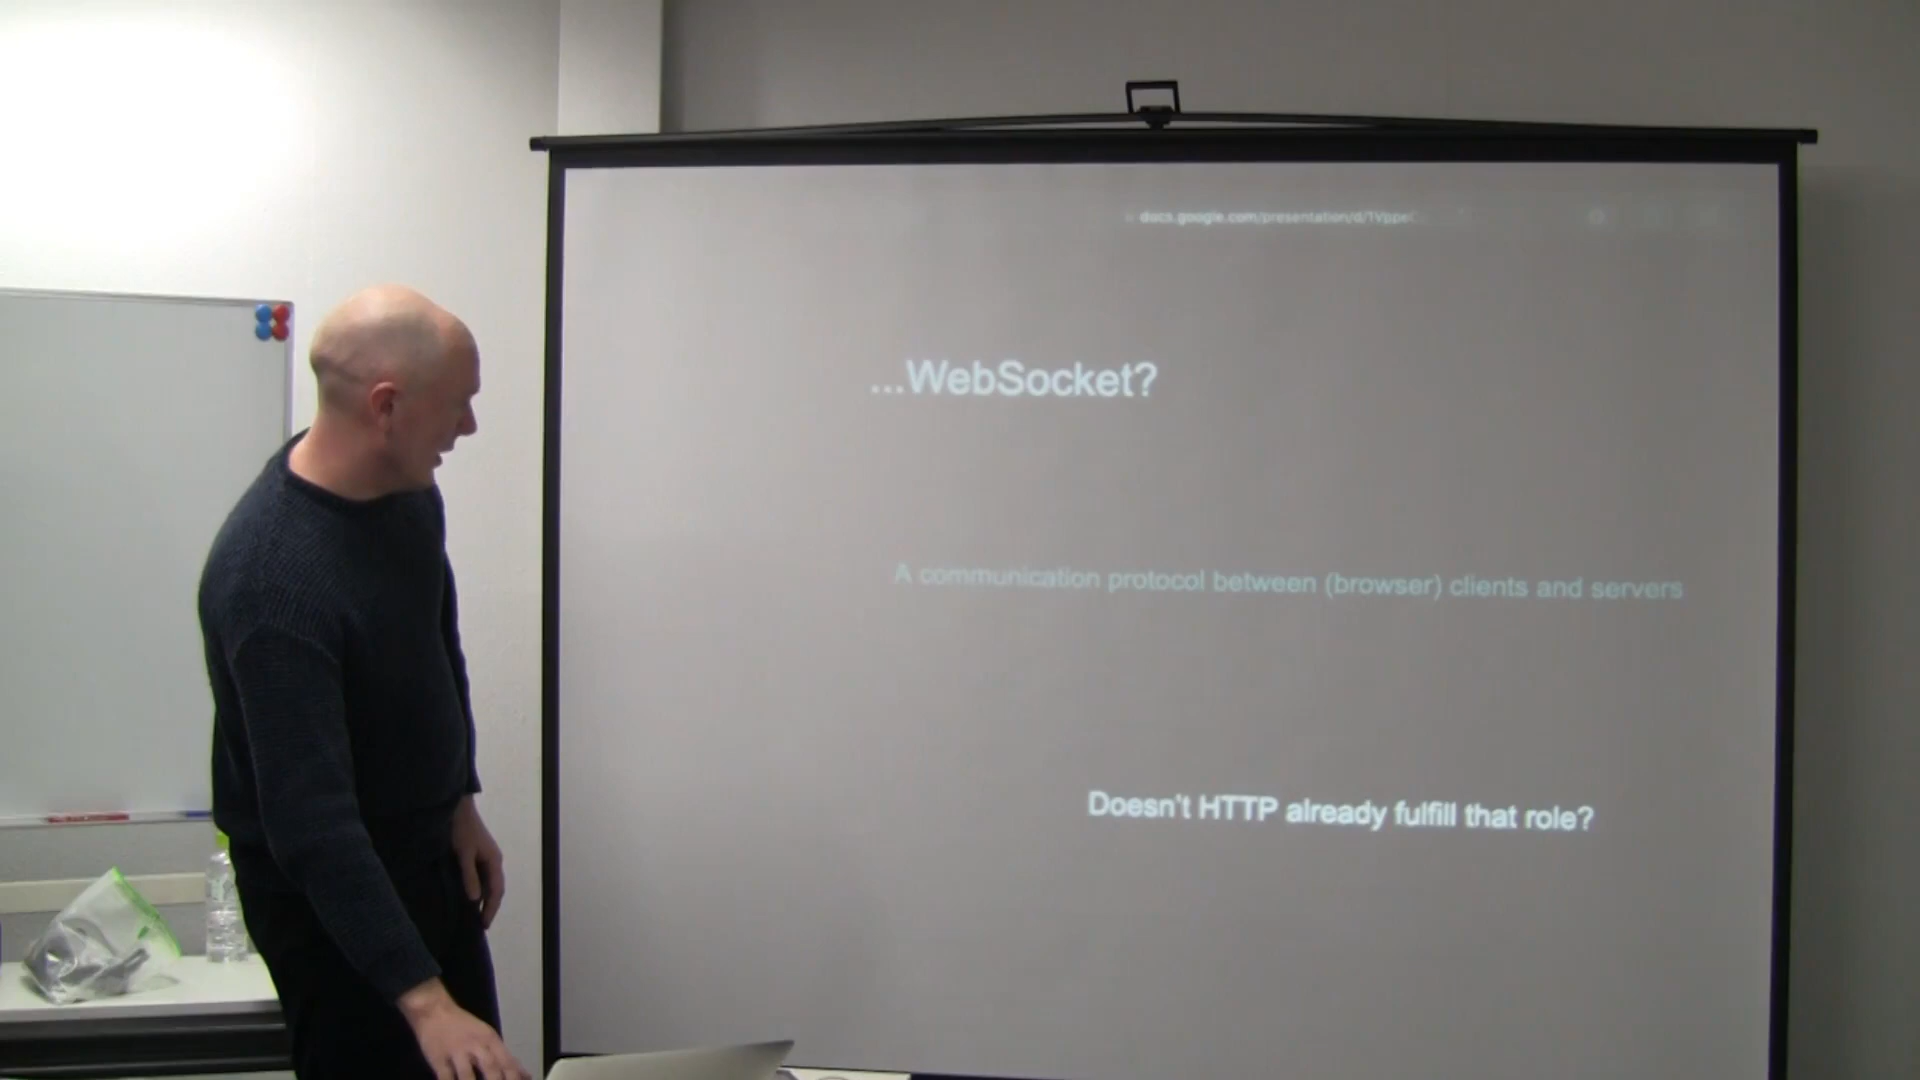 docs.google.com/presentation/d/1Vppe
...WebSocket?
A communication protocol between (browser) clients and servers
Doesn't HTTP already fulfill that role?